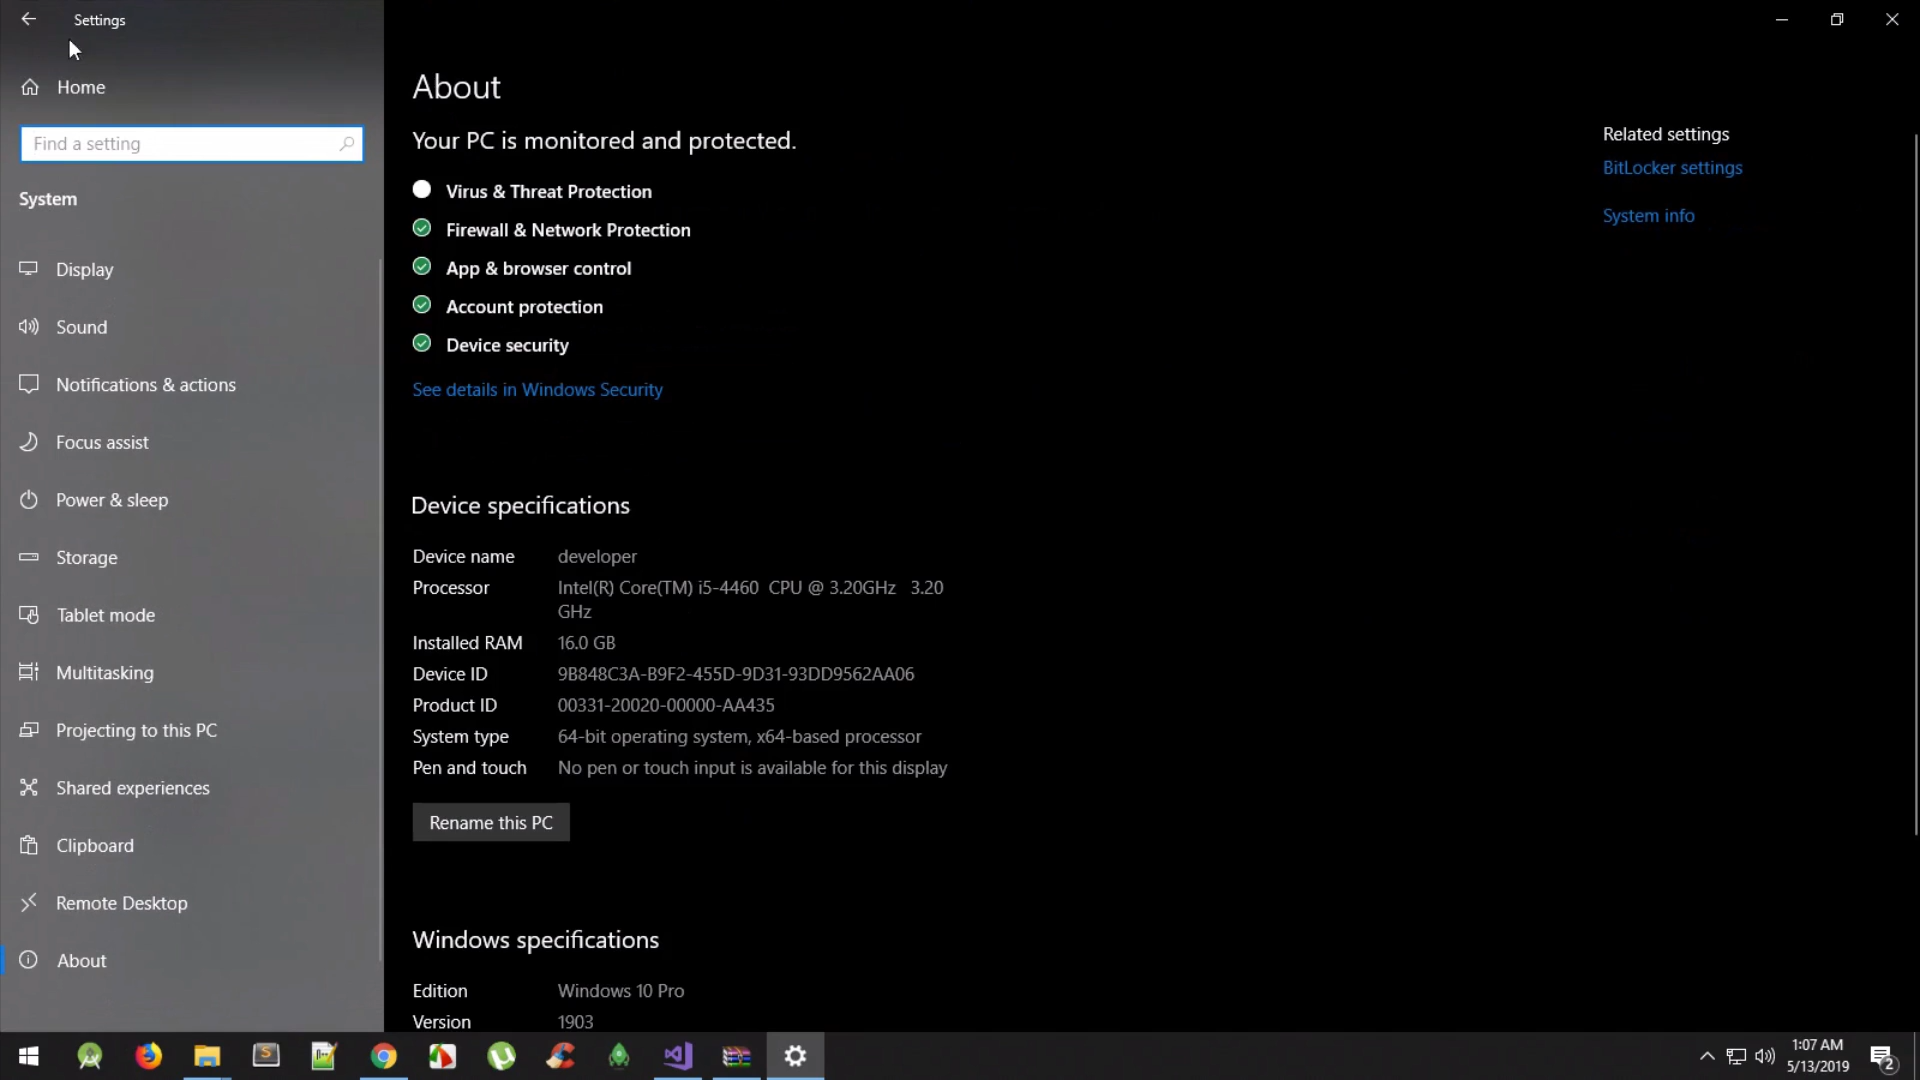 Settings
Home
Find a setting
System
Display
Sound
Notifications & actions
Focus assist
Power & sleep
Storage
Tablet mode
Multitasking
Projecting to this PC
Shared experiences
Clipboard
Remote Desktop
About
About
Your PC is monitored and protected.
Virus & Threat Protection
Firewall & Network Protection
App & browser control
Account protection
Device security
See details in Windows Security
Device specifications
Device name developer
Processor Intel(R) Core(TM) i5-4460 CPU @ 3.20GHz 3.20
GHz
Installed RAM 16.0 GB
Device ID 9B848C3A-B9F2-455D-9D31-93DD9562AA06
Product ID 00331-20020-00000-AA435
System type 64-bit operating system, x64-based processor
Pen and touch No pen or touch input is available for this display
Rename this PC
Windows specifications
Edition Windows 10 Pro
Version 1903
Related settings
BitLocker settings
System info
1:07 AM
5/13/2019
2